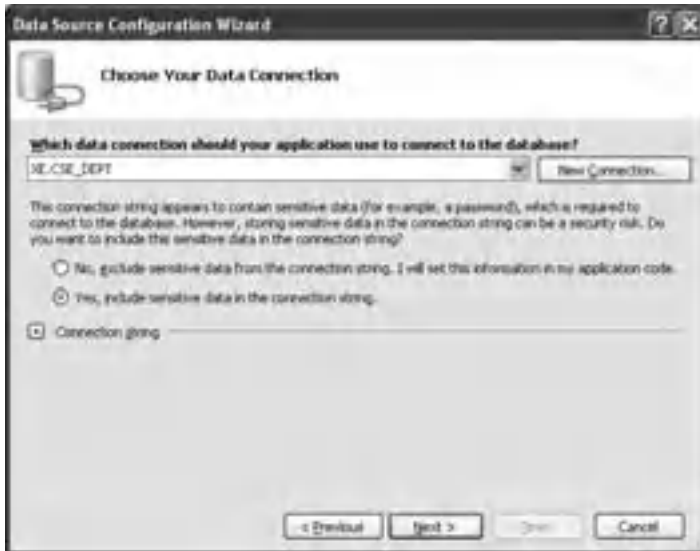 Data Source Configuration Wizard
Choose Your Data Connection
Which data connection should your application use to connect to the database?
XE.CSE_DEPT
New Connection...
This connection string appears to contain sensitive data (for example, a password), which is required to
connect to the database. However, storing sensitive data in the connection string can be a security risk. Do
you want to include this sensitive data in the connection string?
No, exclude sensitive data from the connection string. I will set this information in my application code.
Yes, include sensitive data in the connection string.
+ Connection string
< Previous
Next >
Cancel